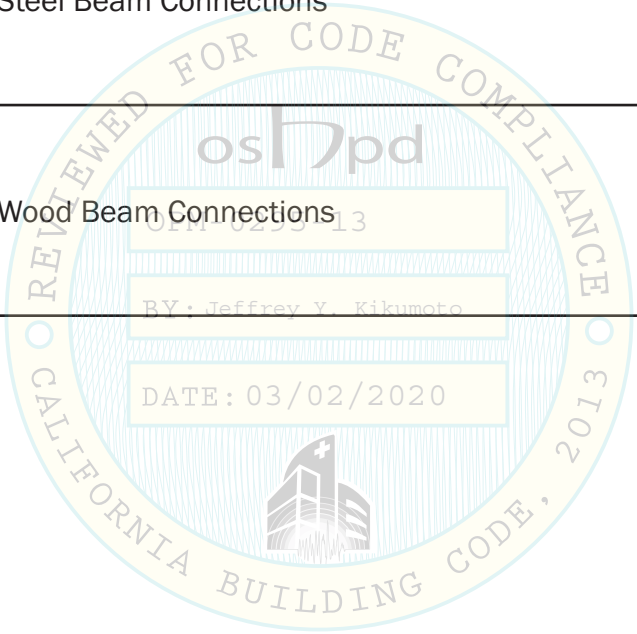 Steel Beam Connections
REVIEWED FOR CODE COMPLIANCE
oshpd
Wood Beam Connections
OPM-0293-13
BY: Jeffrey Y. Kikumoto
DATE: 03/02/2020
CALIFORNIA BUILDING CODE, 2013